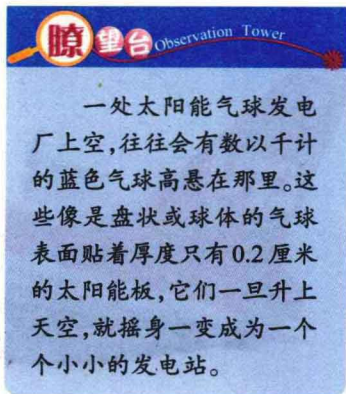 瞭望台 Observation Tower
一处太阳能气球发电
厂上空,往往会有数以千计
的蓝色气球高悬在那里。这
些像是盘状或球体的气球
表面贴着厚度只有0.2厘米
的太阳能板,它们一旦升上
天空,就摇身一变成为一个
个小小的发电站。